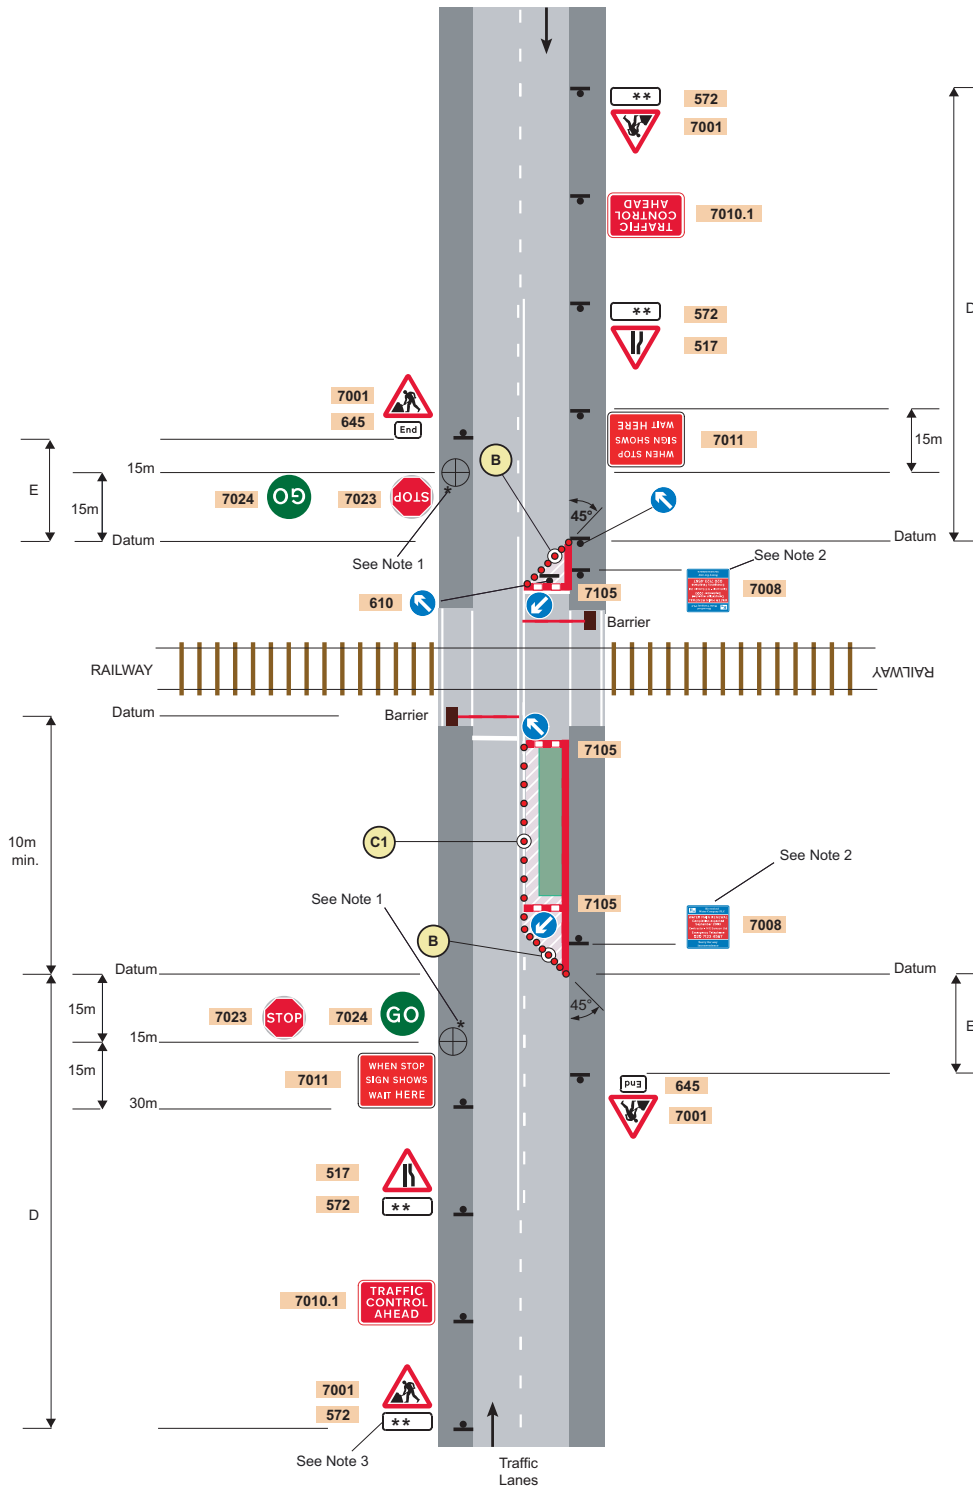 572
7001
TRAFFIC
CONTROL
AHEAD
7010.1
D
572
517
7001
645
End
WHEN STOP
SIGN SHOWS
WAIT HERE
7011
15m
B
E
15m
15m
7024
GO
7023
STOP
45°
Datum
Datum
See Note 1
See Note 2
610
7105
7008
Barrier
RAILWAY
RAILWAY
Datum
Barrier
7105
10m
min.
C1
See Note 2
See Note 1
7105
7008
B
Datum
Datum
15m
7023
STOP
7024
GO
45°
15m
E
15m
7011
WHEN STOP
SIGN SHOWS
WAIT HERE
End
645
30m
7001
517
572
D
7010.1
TRAFFIC
CONTROL
AHEAD
7001
572
See Note 3
Traffic
Lanes